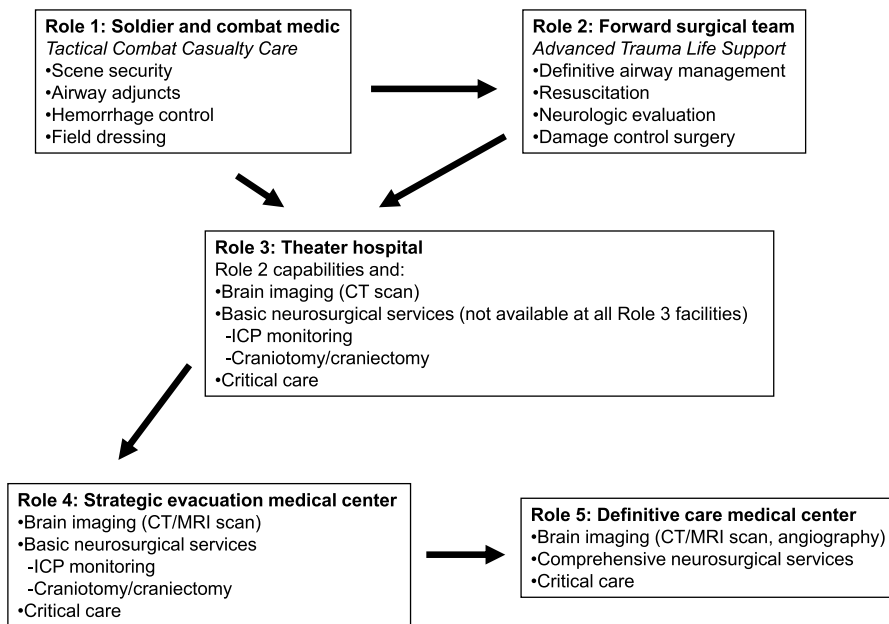 Role 1: Soldier and combat medic
Tactical Combat Casualty Care
•Scene security
•Airway adjuncts
•Hemorrhage control
•Field dressing
Role 2: Forward surgical team
Advanced Trauma Life Support
•Definitive airway management
•Resuscitation
•Neurologic evaluation
•Damage control surgery
Role 3: Theater hospital
Role 2 capabilities and:
•Brain imaging (CT scan)
•Basic neurosurgical services (not available at all Role 3 facilities)
-ICP monitoring
-Craniotomy/craniectomy
•Critical care
Role 4: Strategic evacuation medical center
•Brain imaging (CT/MRI scan)
•Basic neurosurgical services
-ICP monitoring
-Craniotomy/craniectomy
•Critical care
Role 5: Definitive care medical center
•Brain imaging (CT/MRI scan, angiography)
•Comprehensive neurosurgical services
•Critical care